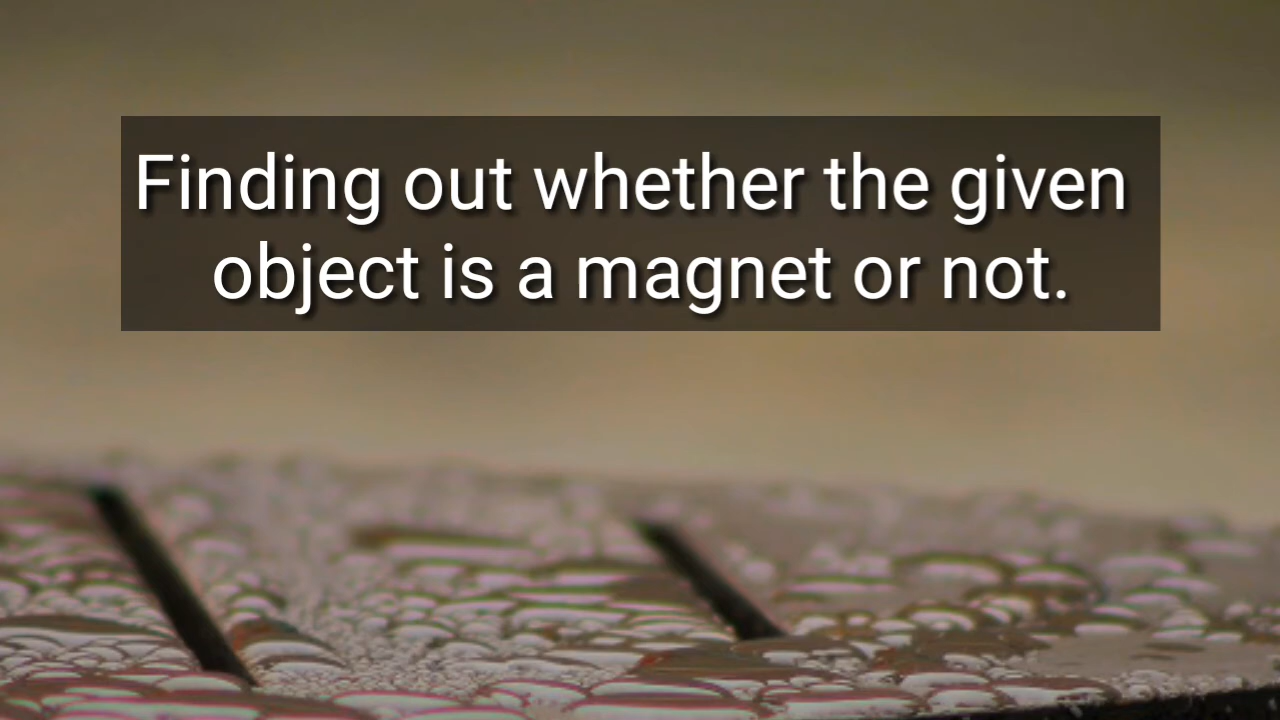 Finding out whether the given
object is a magnet or not.